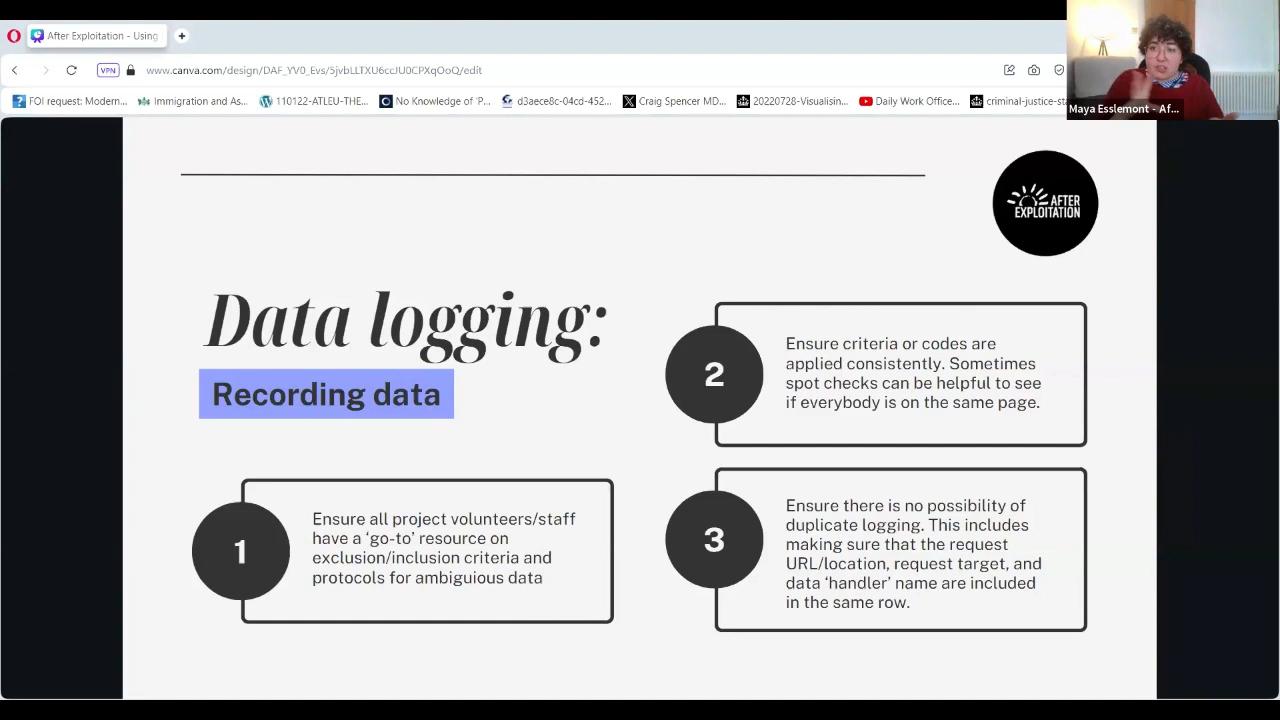 After Exploitation - Using
VPN
www.canva.com/design/DAF_YV0_Evs/5jvbLLTXU6ccJU0CPXqOoQ/edit
FOI request: Modern...
Immigration and As...
110122-ATLEU-THE...
No Knowledge of 'P...
d3aece8c-04cd-452...
Craig Spencer MD...
20220728-Visualisin...
Daily Work Office...
criminal-justice-sta
Maya Esslemont - Af...
AFTER
EXPLOITATION
Data logging:
Recording data
1
Ensure all project volunteers/staff
have a ‘go-to’ resource on
exclusion/inclusion criteria and
protocols for ambiguious data
2
Ensure criteria or codes are
applied consistently. Sometimes
spot checks can be helpful to see
if everybody is on the same page.
3
Ensure there is no possibility of
duplicate logging. This includes
making sure that the request
URL/location, request target, and
data ‘handler’ name are included
in the same row.